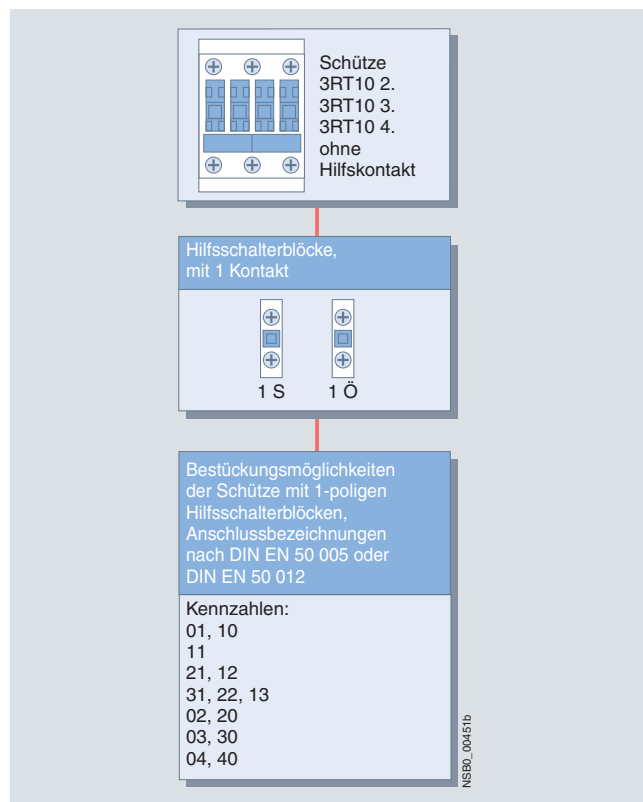 Schütze
3RT10 2.
3RT10 3.
3RT10 4.
ohne
Hilfskontakt
Hilfsschalterblöcke,
mit 1 Kontakt
1 S 1 Ö
Bestückungsmöglichkeiten
der Schütze mit 1-poligen
Hilfsschalterblöcken,
Anschlussbezeichnungen
nach DIN EN 50 005 oder
DIN EN 50 012
Kennzahlen:
01, 10
11
21, 12
31, 22, 13
02, 20
03, 30
04, 40
NSB0_00451b